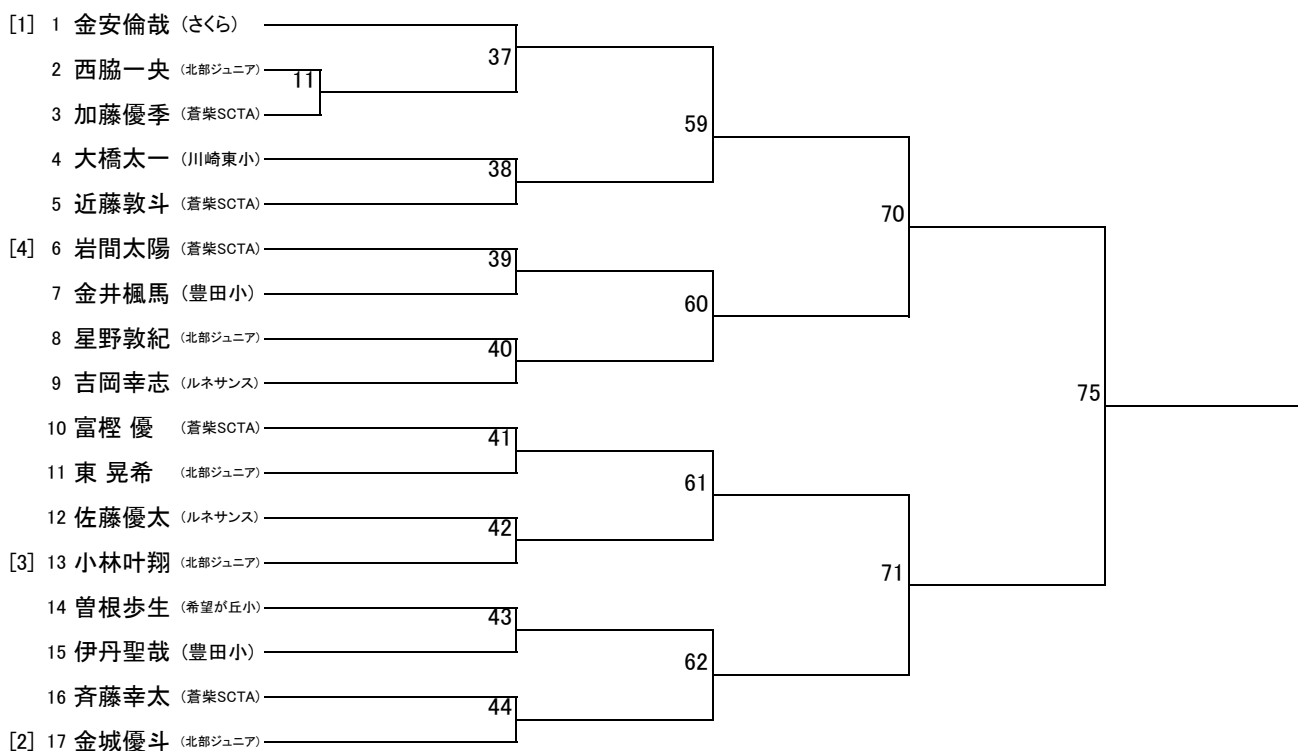 [1] 1 金安倫哉 (さくら)
37
2 西脇一央 (北部ジュニア)
11
3 加藤優季 (蒼柴SCTA)
59
4 大橋太一 (川崎東小)
38
5 近藤敦斗 (蒼柴SCTA)
70
[4] 6 岩間太陽 (蒼柴SCTA)
39
7 金井楓馬 (豊田小)
60
8 星野敦紀 (北部ジュニア)
40
9 吉岡幸志 (ルネサンス)
75
10 富樫 優 (蒼柴SCTA)
41
11 東 晃希 (北部ジュニア)
61
12 佐藤優太 (ルネサンス)
42
[3] 13 小林叶翔 (北部ジュニア)
71
14 曽根歩生 (希望が丘小)
43
15 伊丹聖哉 (豊田小)
62
16 斉藤幸太 (蒼柴SCTA)
44
[2] 17 金城優斗 (北部ジュニア)